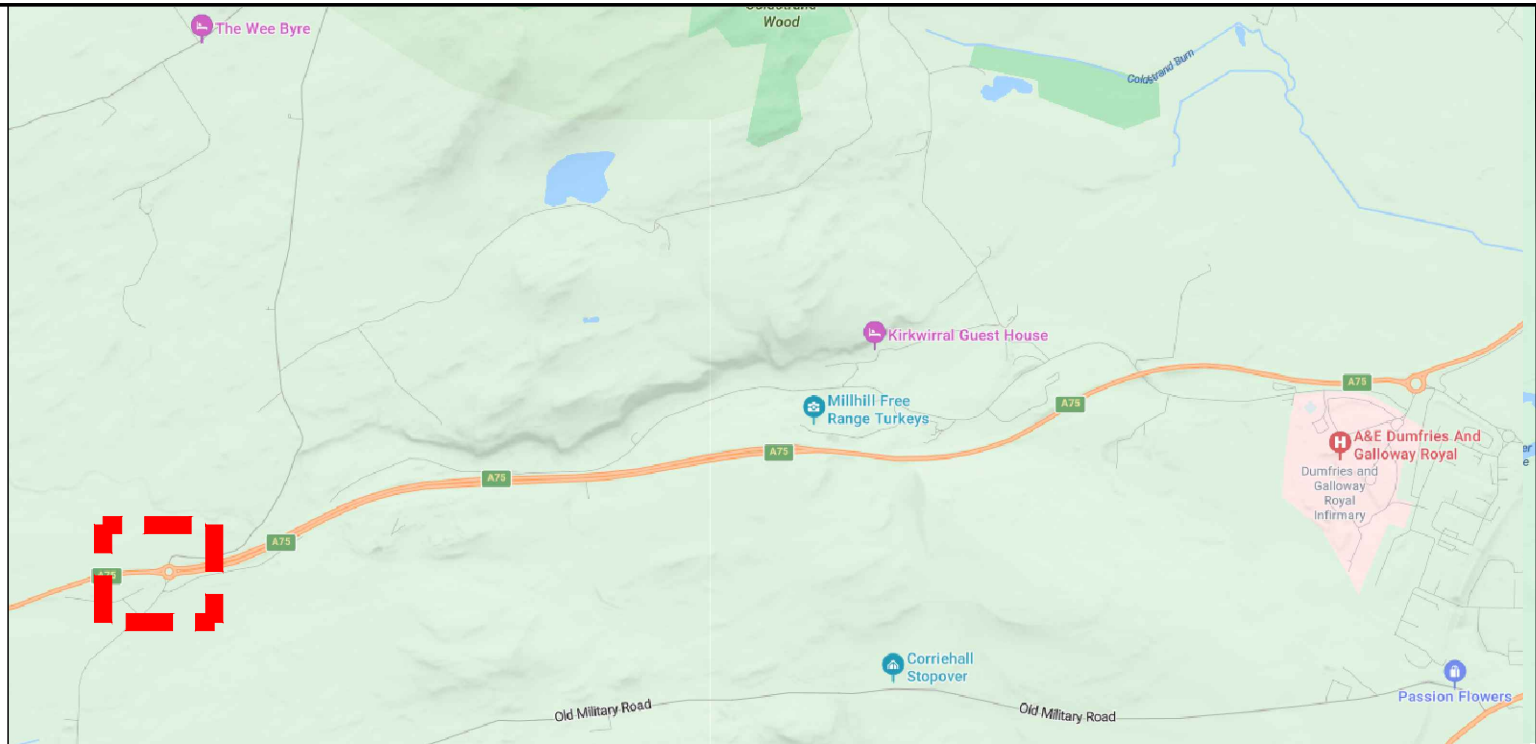 Wood
The Wee Byre
Goldstrand Burn
Kirkwirral Guest House
Millhill Free
Range Turkeys
A75
A75
A75
A75
A75
A&E Dumfries And
Galloway Royal
Dumfries and
Galloway
Royal
Infirmary
Corriehall
Stopover
Passion Flowers
Old Military Road
Old Military Road